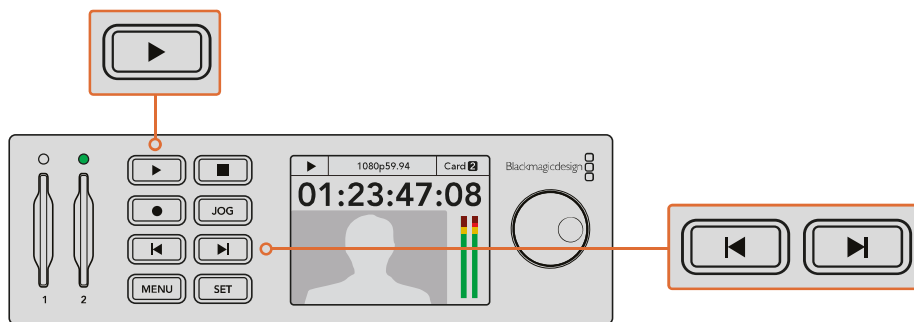 1080p59.94 Card 2
Blackmagicdesign
01:23:47:08
JOG
MENU SET
1 2